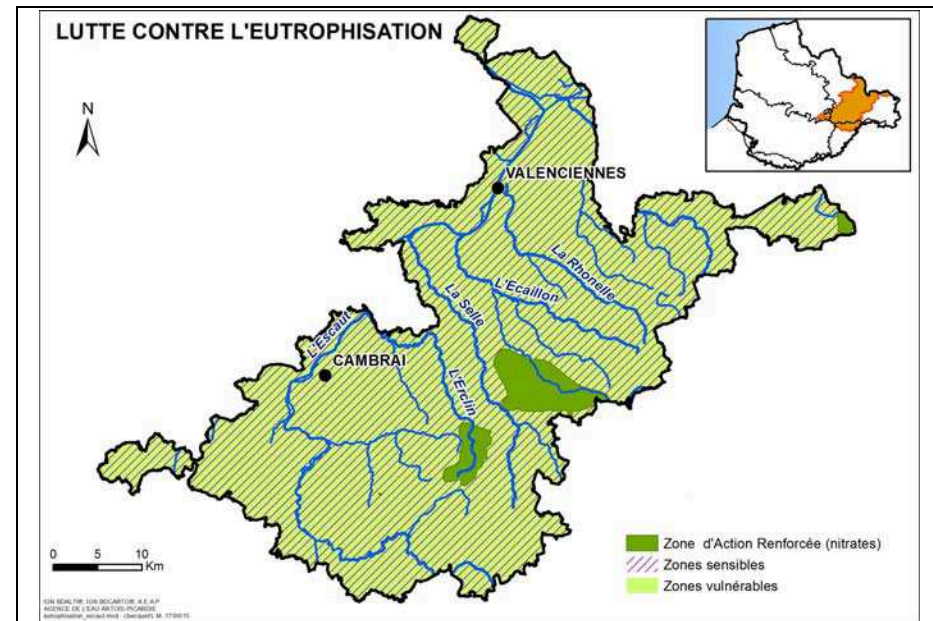 LUTTE CONTRE L'EUTROPHISATION
N
VALENCIENNES
La Rhonelle
L'Ecaillon
La Selle
L'Escaut
CAMBRAI
L'Erclin
0 5 10
Km
Zone d'Action Renforcée (nitrates)
Zones sensibles
Zones vulnérables
AGENCE DE L'EAU ARTOIS-PICARDIE